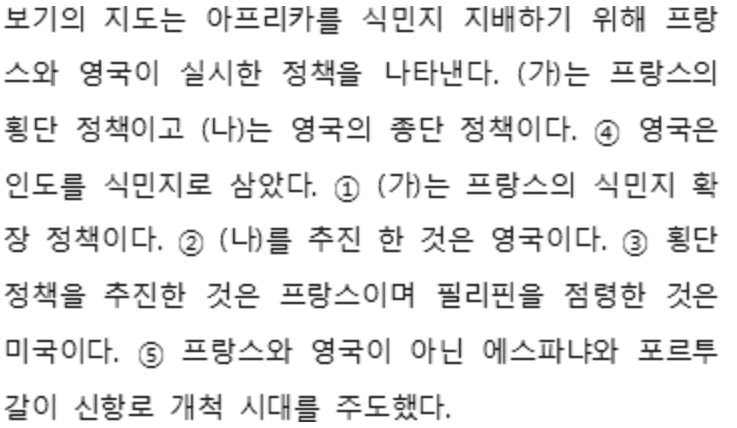 보기의 지도는 아프리카를 식민지 지배하기 위해 프랑
스와 영국이 실시한 정책을 나타낸다. (가)는 프랑스의
횡단 정책이고 (나)는 영국의 종단 정책이다. ④ 영국은
인도를 식민지로 삼았다. ① (가)는 프랑스의 식민지 확
장 정책이다. ② (나)를 추진 한 것은 영국이다. ③ 횡단
정책을 추진한 것은 프랑스이며 필리핀을 점령한 것은
미국이다. ⑤ 프랑스와 영국이 아닌 에스파냐와 포르투
갈이 신항로 개척 시대를 주도했다.